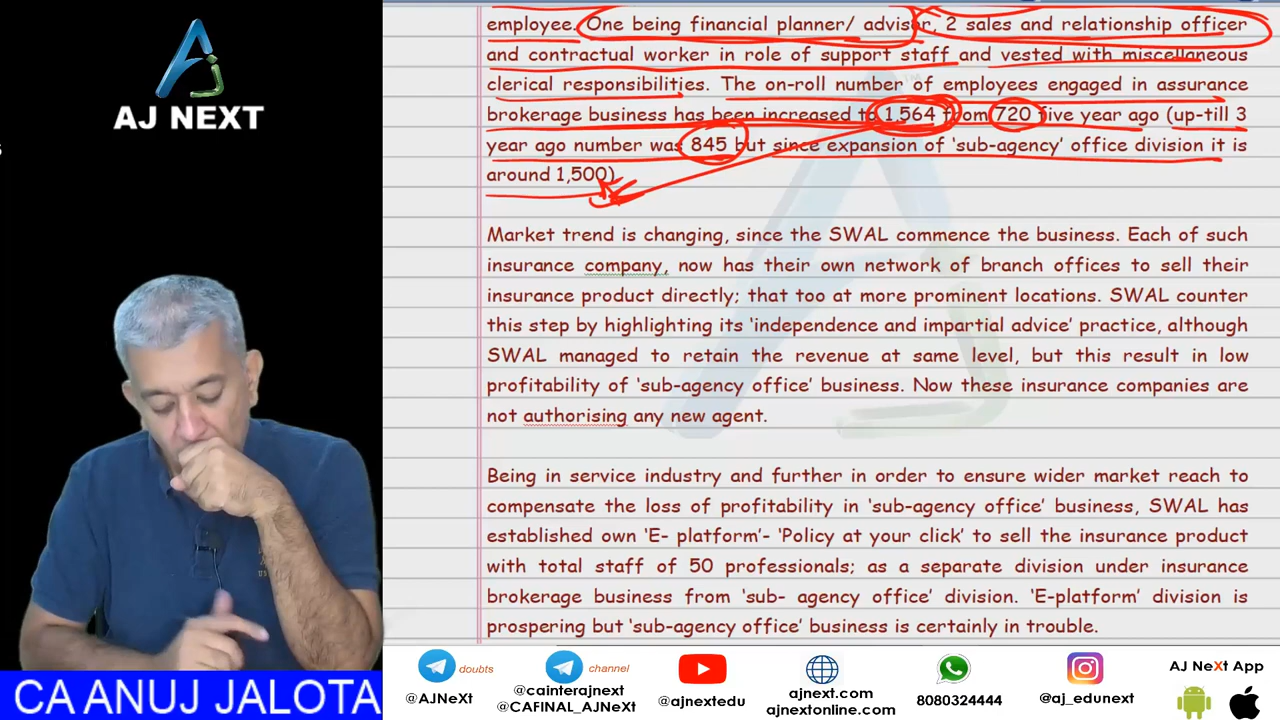 AJ NEXT
employee. One being financial planner/ advisor, 2 sales and relationship officer
and contractual worker in role of support staff and vested with miscellaneous
clerical responsibilities. The on-roll number of employees engaged in assurance
brokerage business has been increased to 1,564 from 720 five year ago (up-till 3
year ago number was 845 but since expansion of ‘sub-agency’ office division it is
around 1,500)
Market trend is changing, since the SWAL commence the business. Each of such
insurance company, now has their own network of branch offices to sell their
insurance product directly; that too at more prominent locations. SWAL counter
this step by highlighting its ‘independence and impartial advice’ practice, although
SWAL managed to retain the revenue at same level, but this result in low
profitability of ‘sub-agency office’ business. Now these insurance companies are
not authorising any new agent.
Being in service industry and further in order to ensure wider market reach to
compensate the loss of profitability in ‘sub-agency office’ business, SWAL has
established own ‘E- platform’- ‘Policy at your click’ to sell the insurance product
with total staff of 50 professionals; as a separate division under insurance
brokerage business from ‘sub- agency office’ division. ‘E-platform’ division is
prospering but ‘sub-agency office’ business is certainly in trouble.
CA ANUJ JALOTA
doubts
@AJNeXt
channel
@cainterajnext
@CAFINAL_AJNeXt
@ajnextedu
ajnext.com
ajnextonline.com
8080324444
@aj_edunext
AJ NeXt App